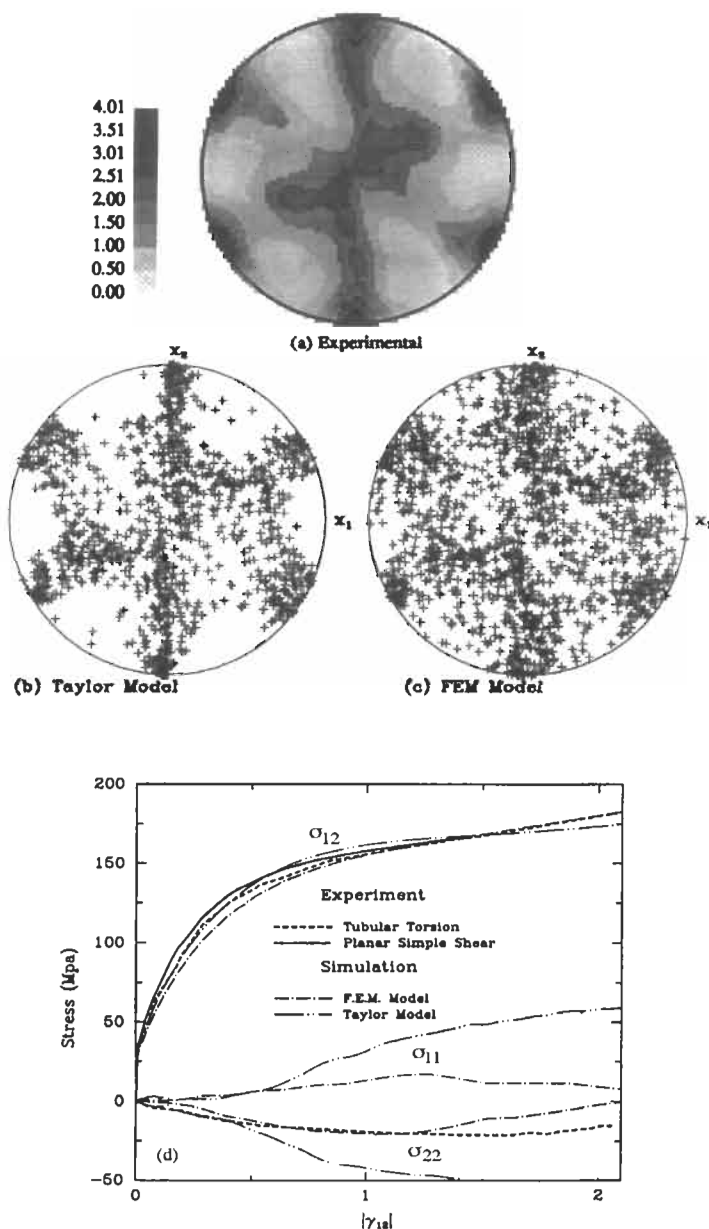 4.01
3.51
3.01
2.51
2.00
1.50
1.00
0.50
0.00
(a) Experimental
x₂
x₂
x₁
x₁
(b) Taylor Model
(c) FEM Model
200
150
100
50
0
−50
Stress (Mpa)
σ₁₂
Experiment
Tubular Torsion
Planar Simple Shear
Simulation
F.E.M. Model
Taylor Model
σ₁₁
σ₂₂
(d)
0
1
2
|γ₁₂|